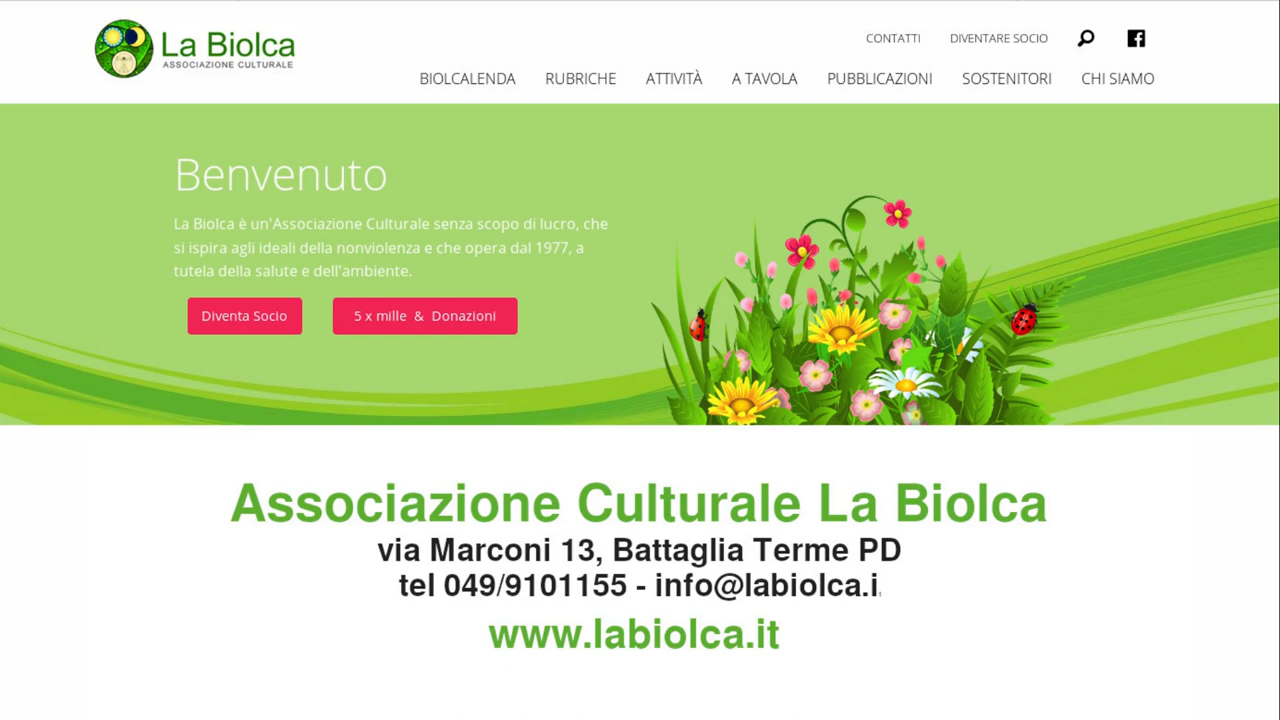 La Biolca
ASSOCIAZIONE CULTURALE
CONTATTI DIVENTARE SOCIO
BIOLCALENDA RUBRICHE ATTIVITÀ A TAVOLA PUBBLICAZIONI SOSTENITORI CHI SIAMO
Benvenuto
La Biolca è un'Associazione Culturale senza scopo di lucro, che
si ispira agli ideali della nonviolenza e che opera dal 1977, a
tutela della salute e dell'ambiente.
Diventa Socio 5 x mille & Donazioni
Associazione Culturale La Biolca
via Marconi 13, Battaglia Terme PD
tel 049/9101155 - info@labiolca.i
www.labiolca.it